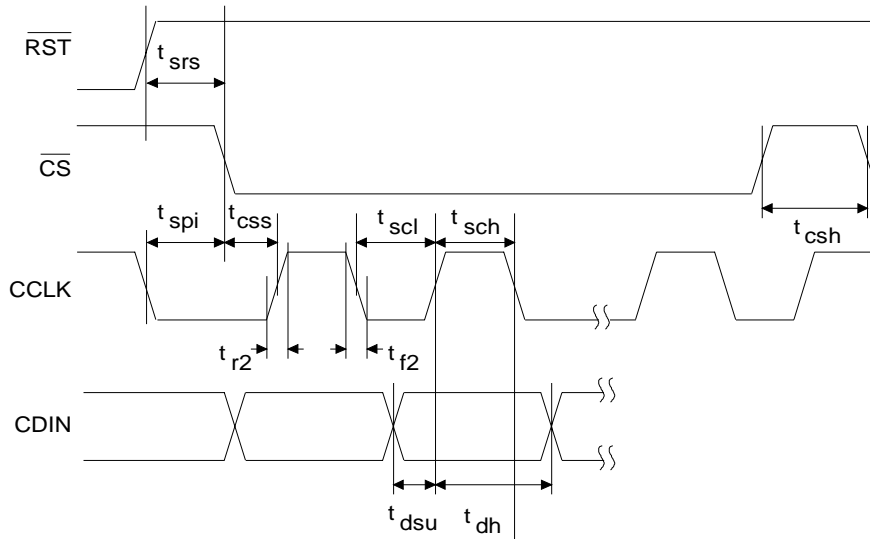 RST
t srs
CS
t spi
t css
t scl
t sch
t csh
CCLK
t r2
t f2
CDIN
t dsu
t dh